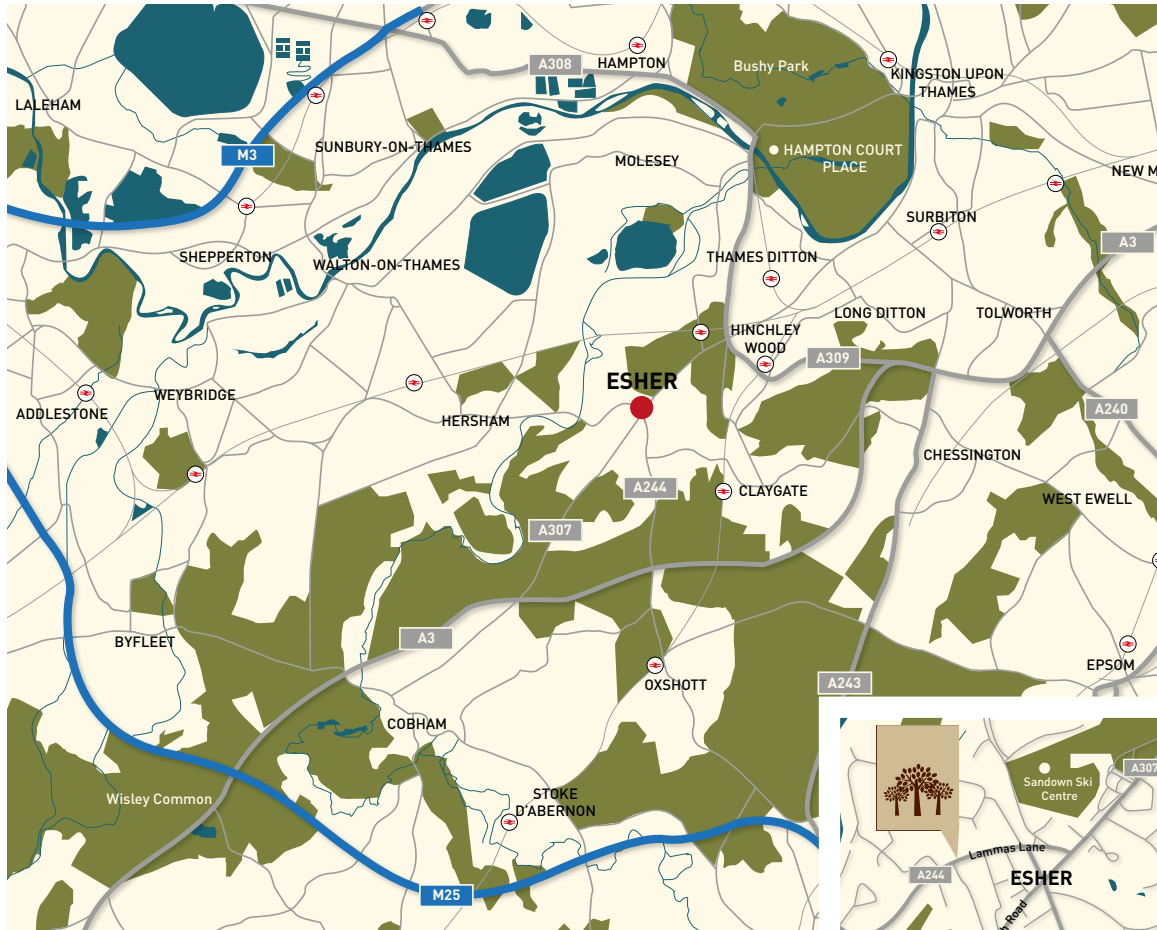 A308
HAMPTON
Bushy Park
KINGSTON UPON
THAMES
LALEHAM
M3
SUNBURY-ON-THAMES
MOLESEY
HAMPTON COURT
PLACE
NEW M
SURBITON
A3
SHEPPERTON
WALTON-ON-THAMES
THAMES DITTON
LONG DITTON
TOLWORTH
HINCHLEY
WOOD
A309
ESHER
WEYBRIDGE
ADDLESTONE
HERSHAM
A240
CHESSINGTON
A244
CLAYGATE
WEST EWELL
A307
BYFLEET
A3
EPSOM
OXSHOTT
A243
COBHAM
Wisley Common
STOKE
D'ABERNON
M25
A307
Sandown Ski
Centre
Lammas Lane
A244
ESHER
h Road